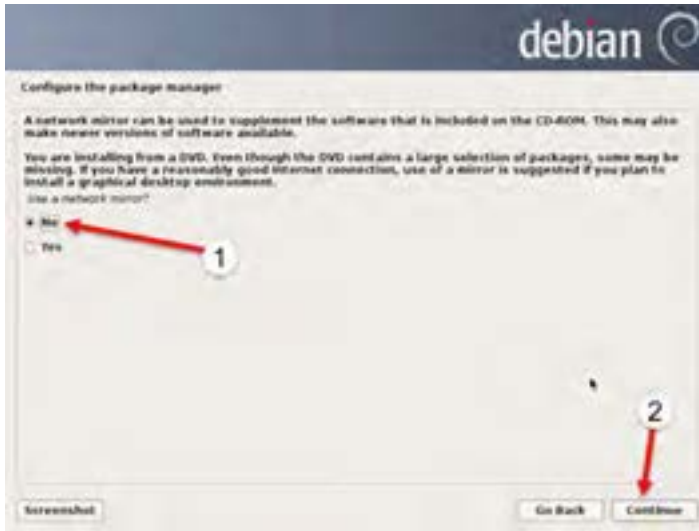 debian
Configure the package manager
A network mirror can be used to supplement the software that is included on the CD-ROM. This may also
make newer versions of software available.
You are installing from a DVD. Even though the DVD contains a large selection of packages, some may be
missing. If you have a reasonably good Internet connection, use of a mirror is suggested if you plan to
install a graphical desktop environment.
Use a network mirror?
No
Yes
1
2
Screenshot
Go Back
Continue